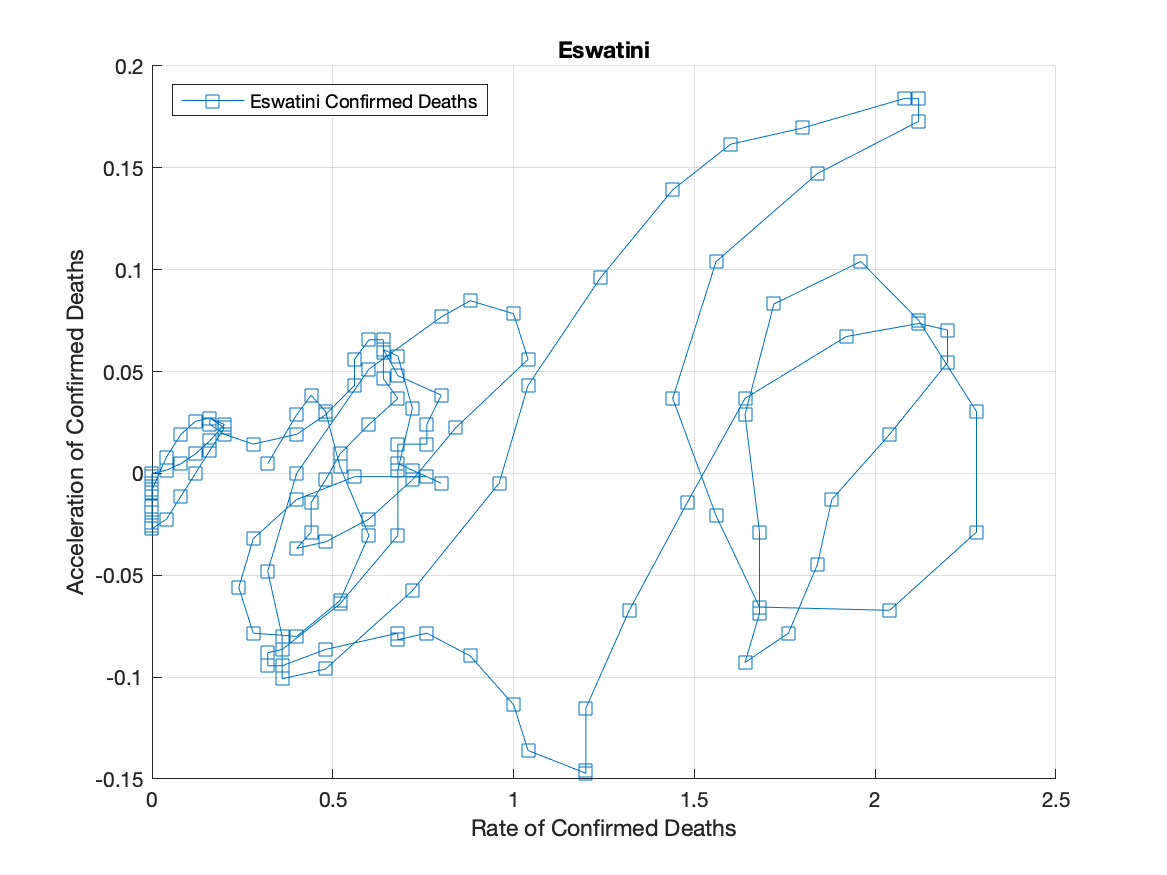 Eswatini
Eswatini Confirmed Deaths
0.2
0.15
0.1
0.05
0
-0.05
-0.1
-0.15
Acceleration of Confirmed Deaths
0 0.5 1 1.5 2 2.5
Rate of Confirmed Deaths